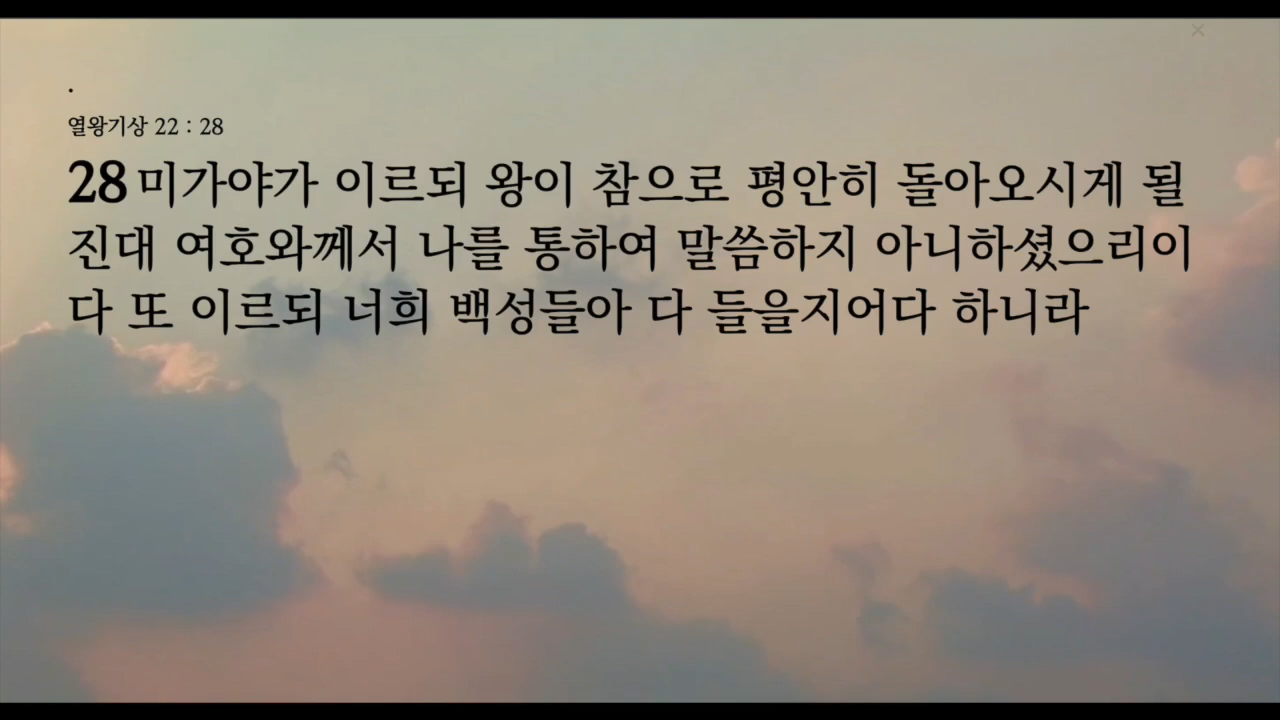 .
열왕기상 22 : 28
28 미가야가 이르되 왕이 참으로 평안히 돌아오시게 될
진대 여호와께서 나를 통하여 말씀하지 아니하셨으리이
다 또 이르되 너희 백성들아 다 들을지어다 하니라